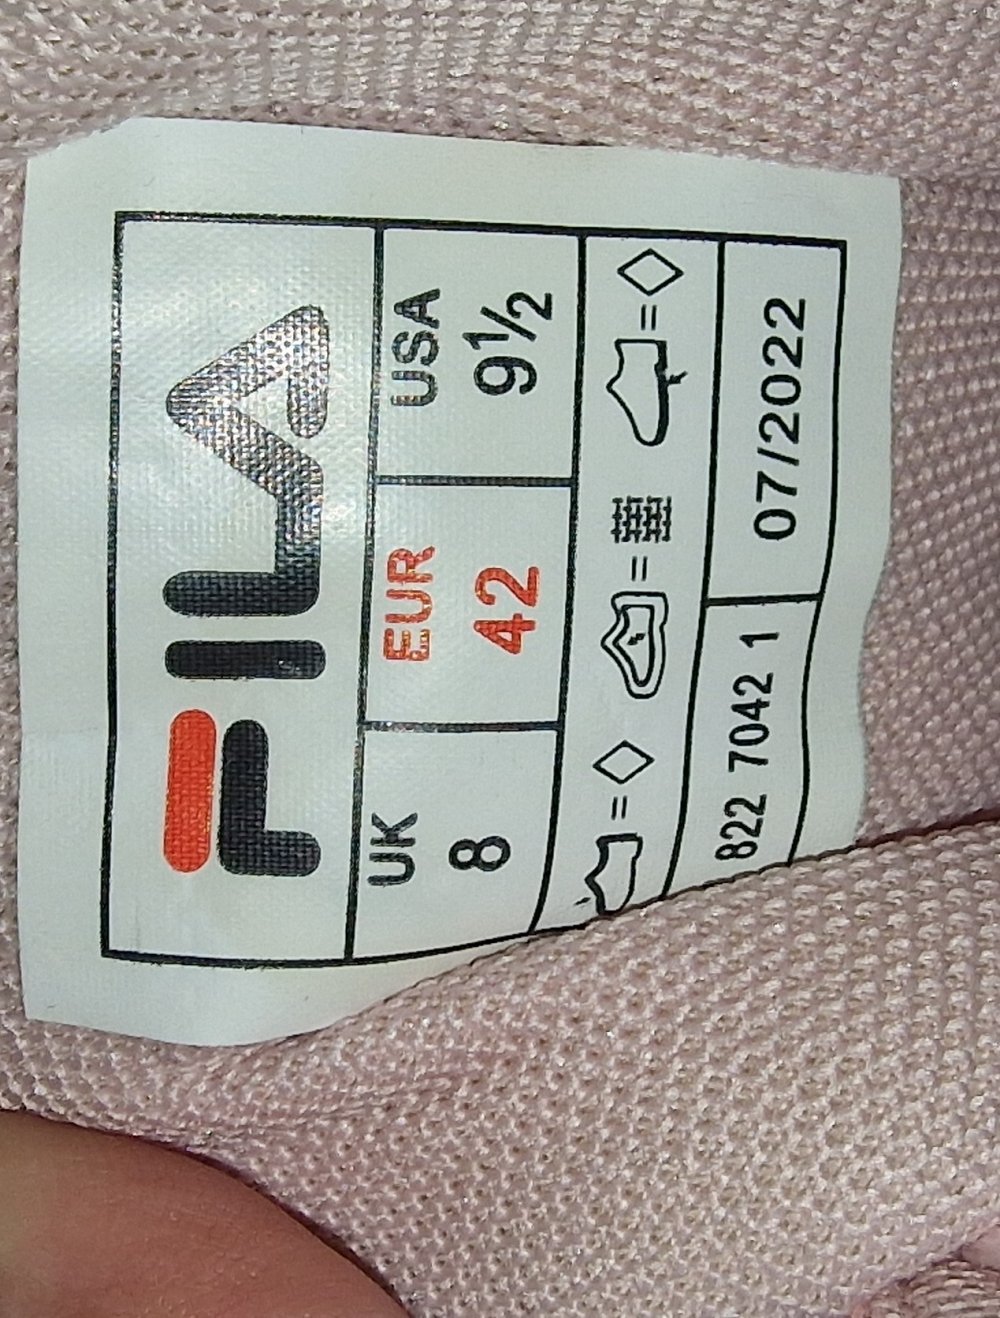 FILA
UK EUR USA
8 42 9½
= = =
822 7042 1 07/2022